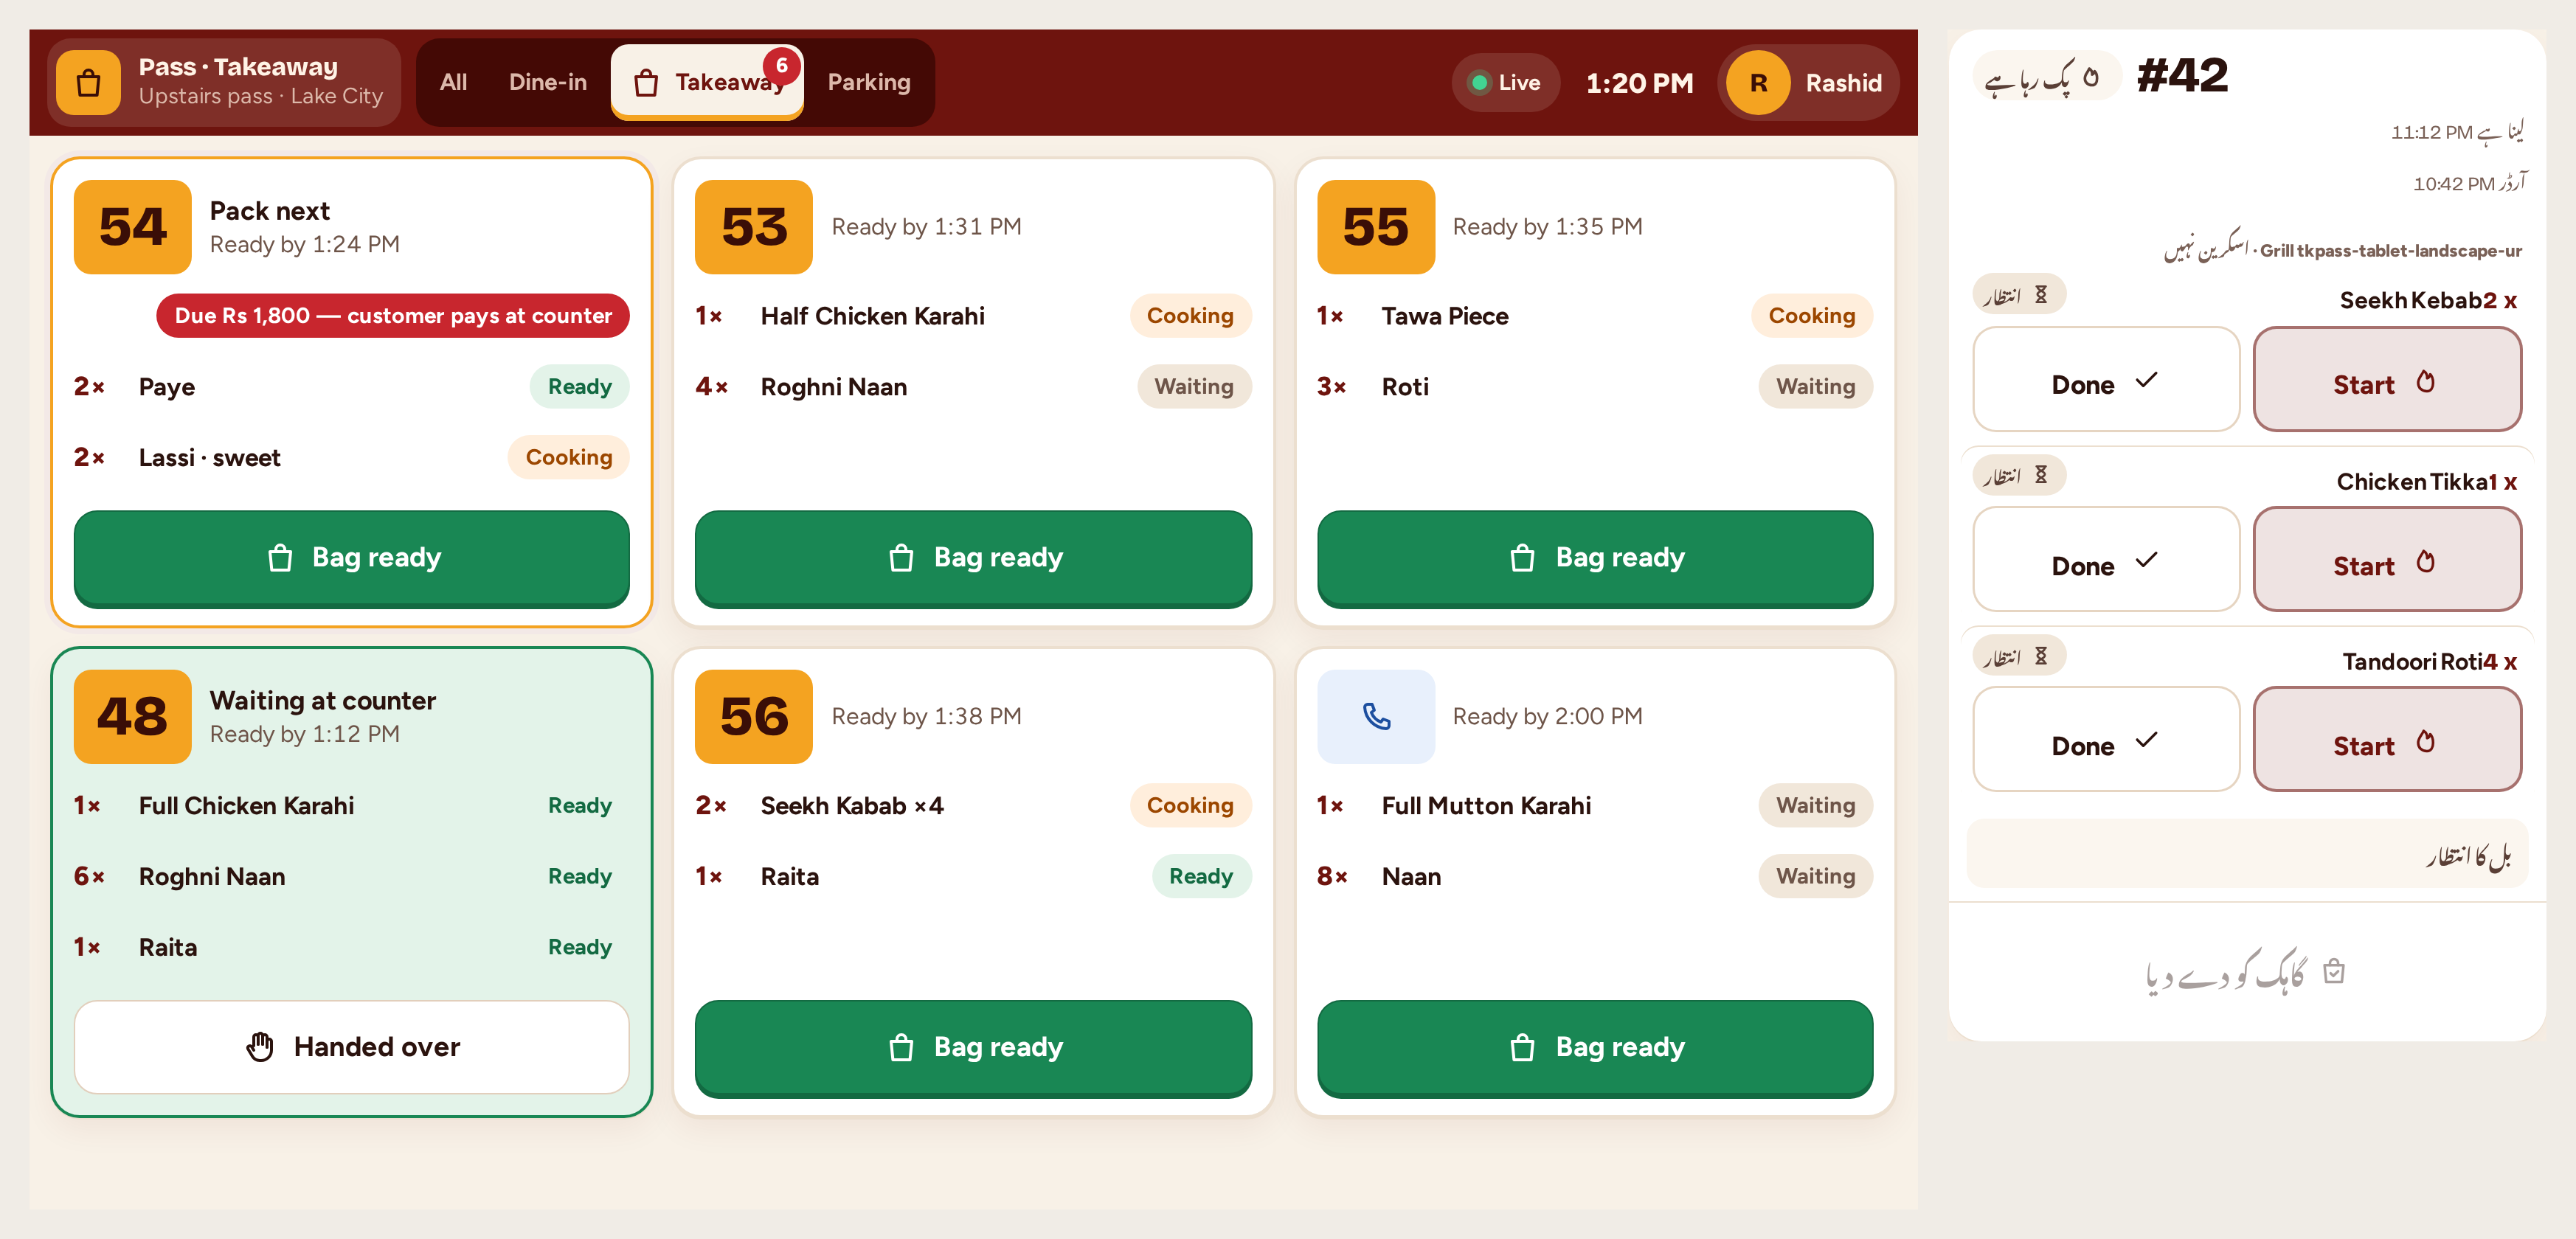 Pass · Takeaway
Upstairs pass · Lake City
All
Dine-in
Takeaway
6
Parking
Live
1:20 PM
R
Rashid
54
Pack next
Ready by 1:24 PM
Due Rs 1,800 — customer pays at counter
2× Paye Ready
2× Lassi · sweet Cooking
Bag ready
53
Ready by 1:31 PM
1× Half Chicken Karahi Cooking
4× Roghni Naan Waiting
Bag ready
55
Ready by 1:35 PM
1× Tawa Piece Cooking
3× Roti Waiting
Bag ready
48
Waiting at counter
Ready by 1:12 PM
1× Full Chicken Karahi Ready
6× Roghni Naan Ready
1× Raita Ready
Handed over
56
Ready by 1:38 PM
2× Seekh Kabab ×4 Cooking
1× Raita Ready
Bag ready
Ready by 2:00 PM
1× Full Mutton Karahi Waiting
8× Naan Waiting
Bag ready
#42
پک رہا ہے
لینا ہے 11:12 PM
آرڈر 10:42 PM
Grill tkpass-tablet-landscape-ur · اسکرین نہیں
Seekh Kebab2 x
انتظار
Start
Done
Chicken Tikka1 x
انتظار
Start
Done
Tandoori Roti4 x
انتظار
Start
Done
بل کا انتظار
گاہک کو دے دیا